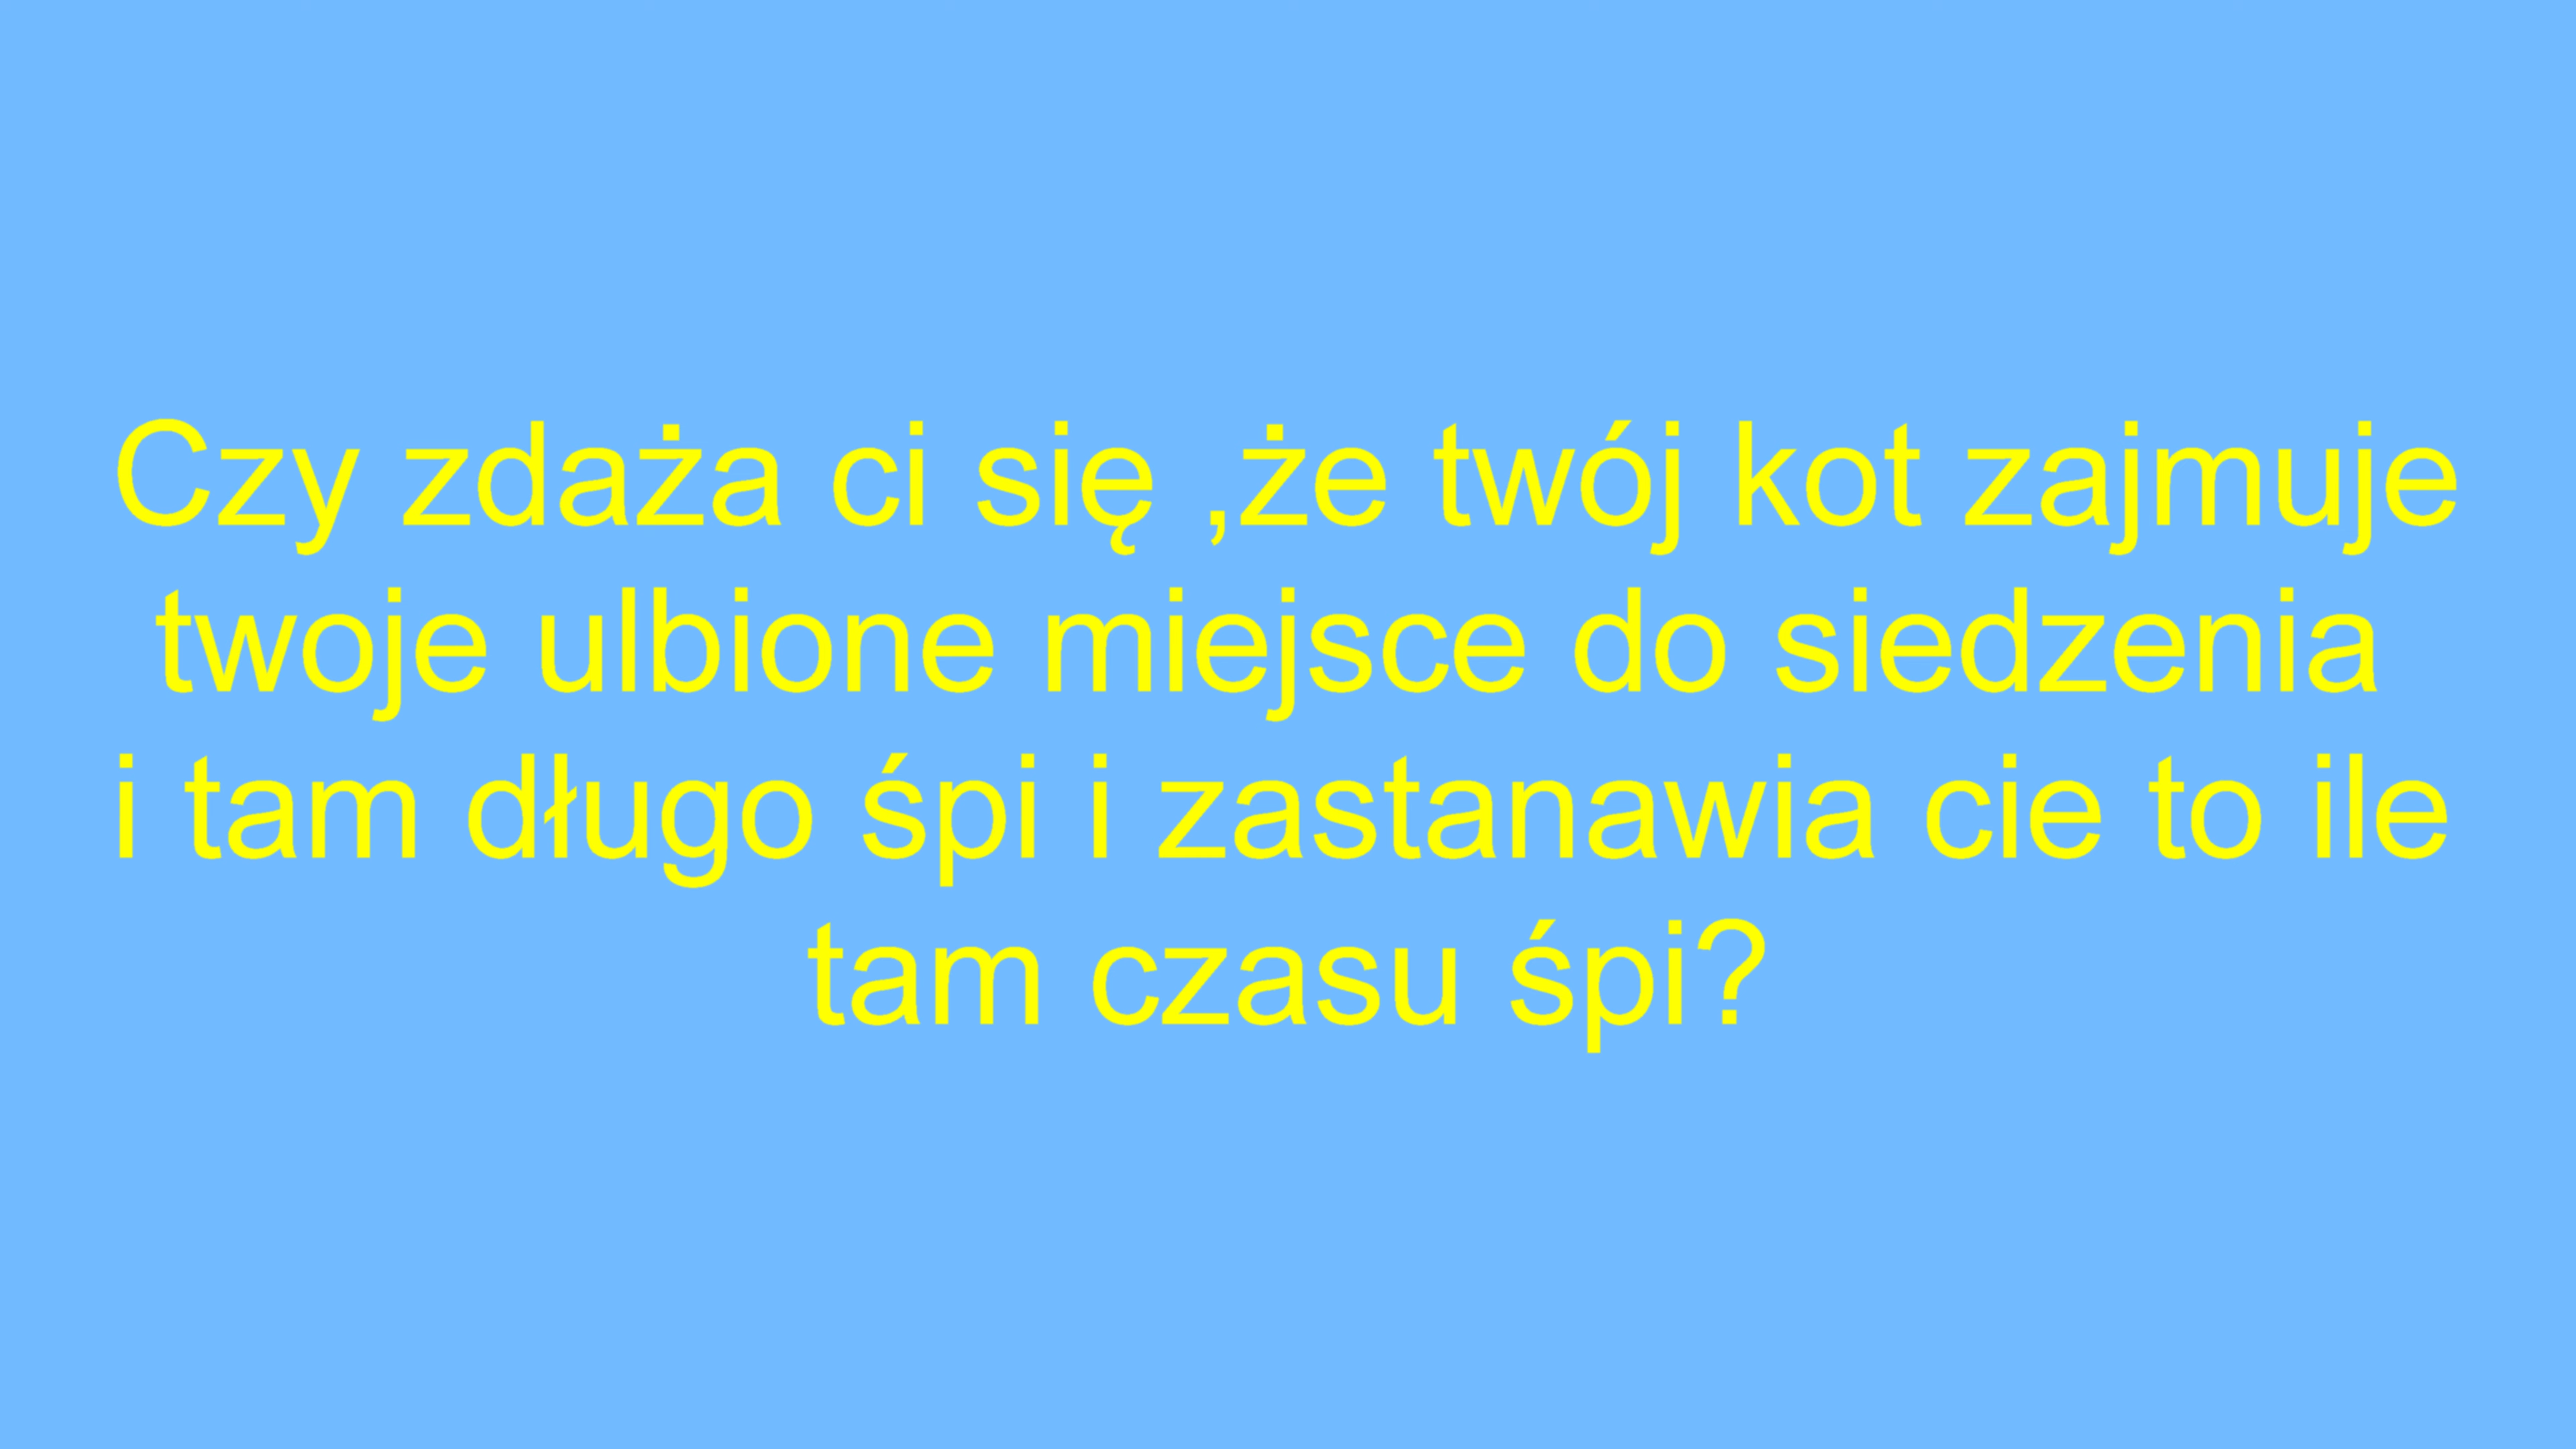 Czy zdaża ci się ,że twój kot zajmuje
twoje ulbione miejsce do siedzenia
i tam długo śpi i zastanawia cie to ile
tam czasu śpi?